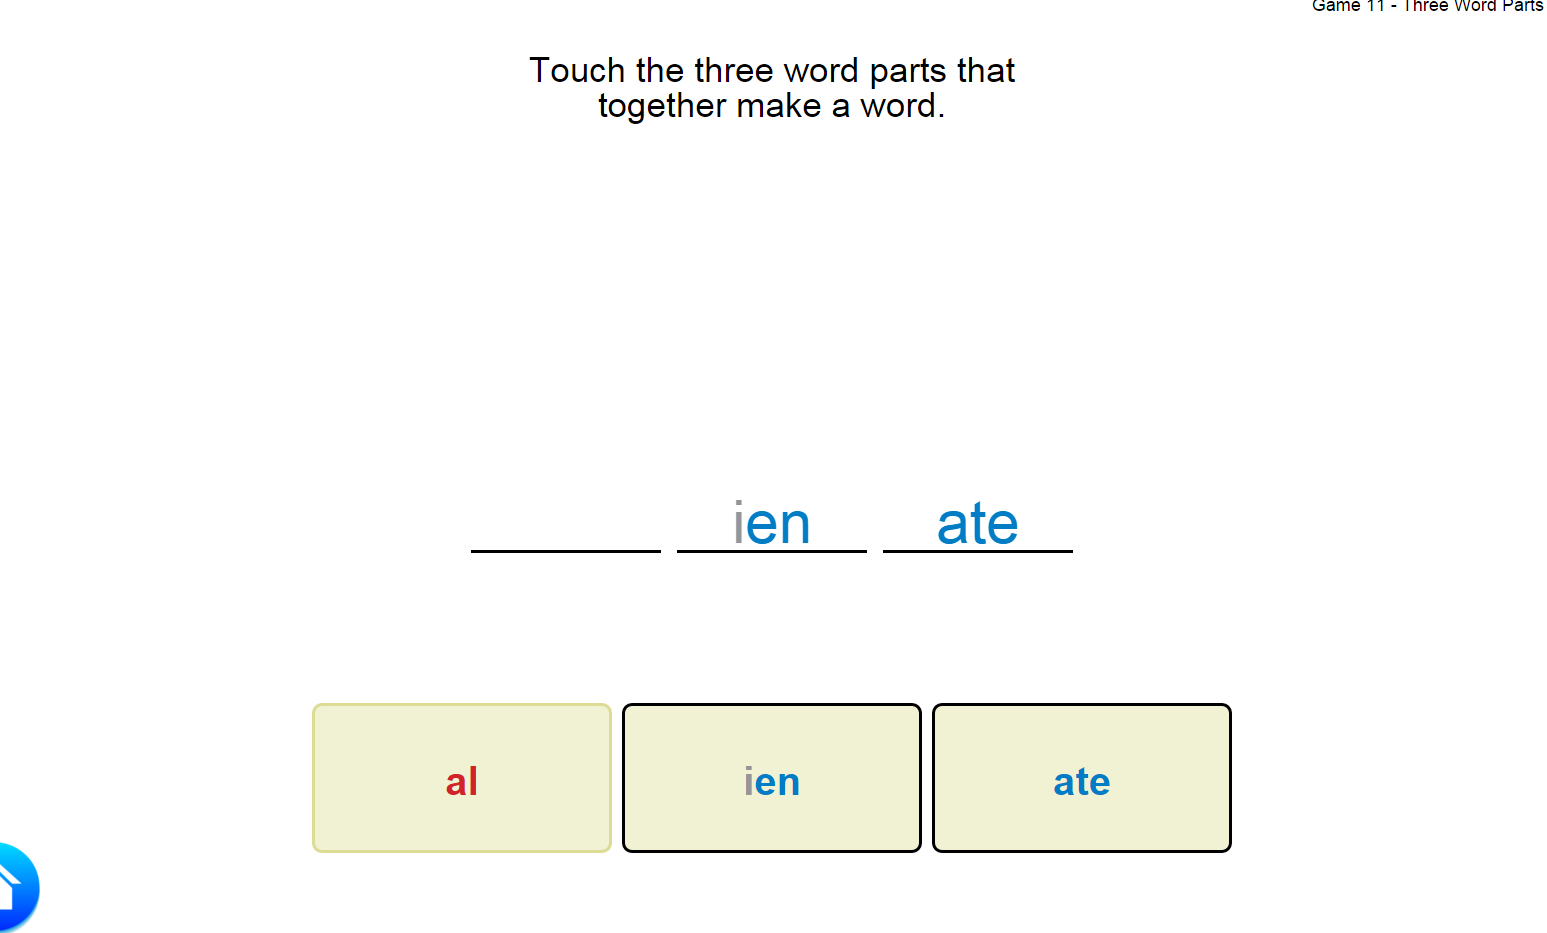 Game 11 - Three Word Parts
Touch the three word parts that
together make a word.
ien ate
al ien ate